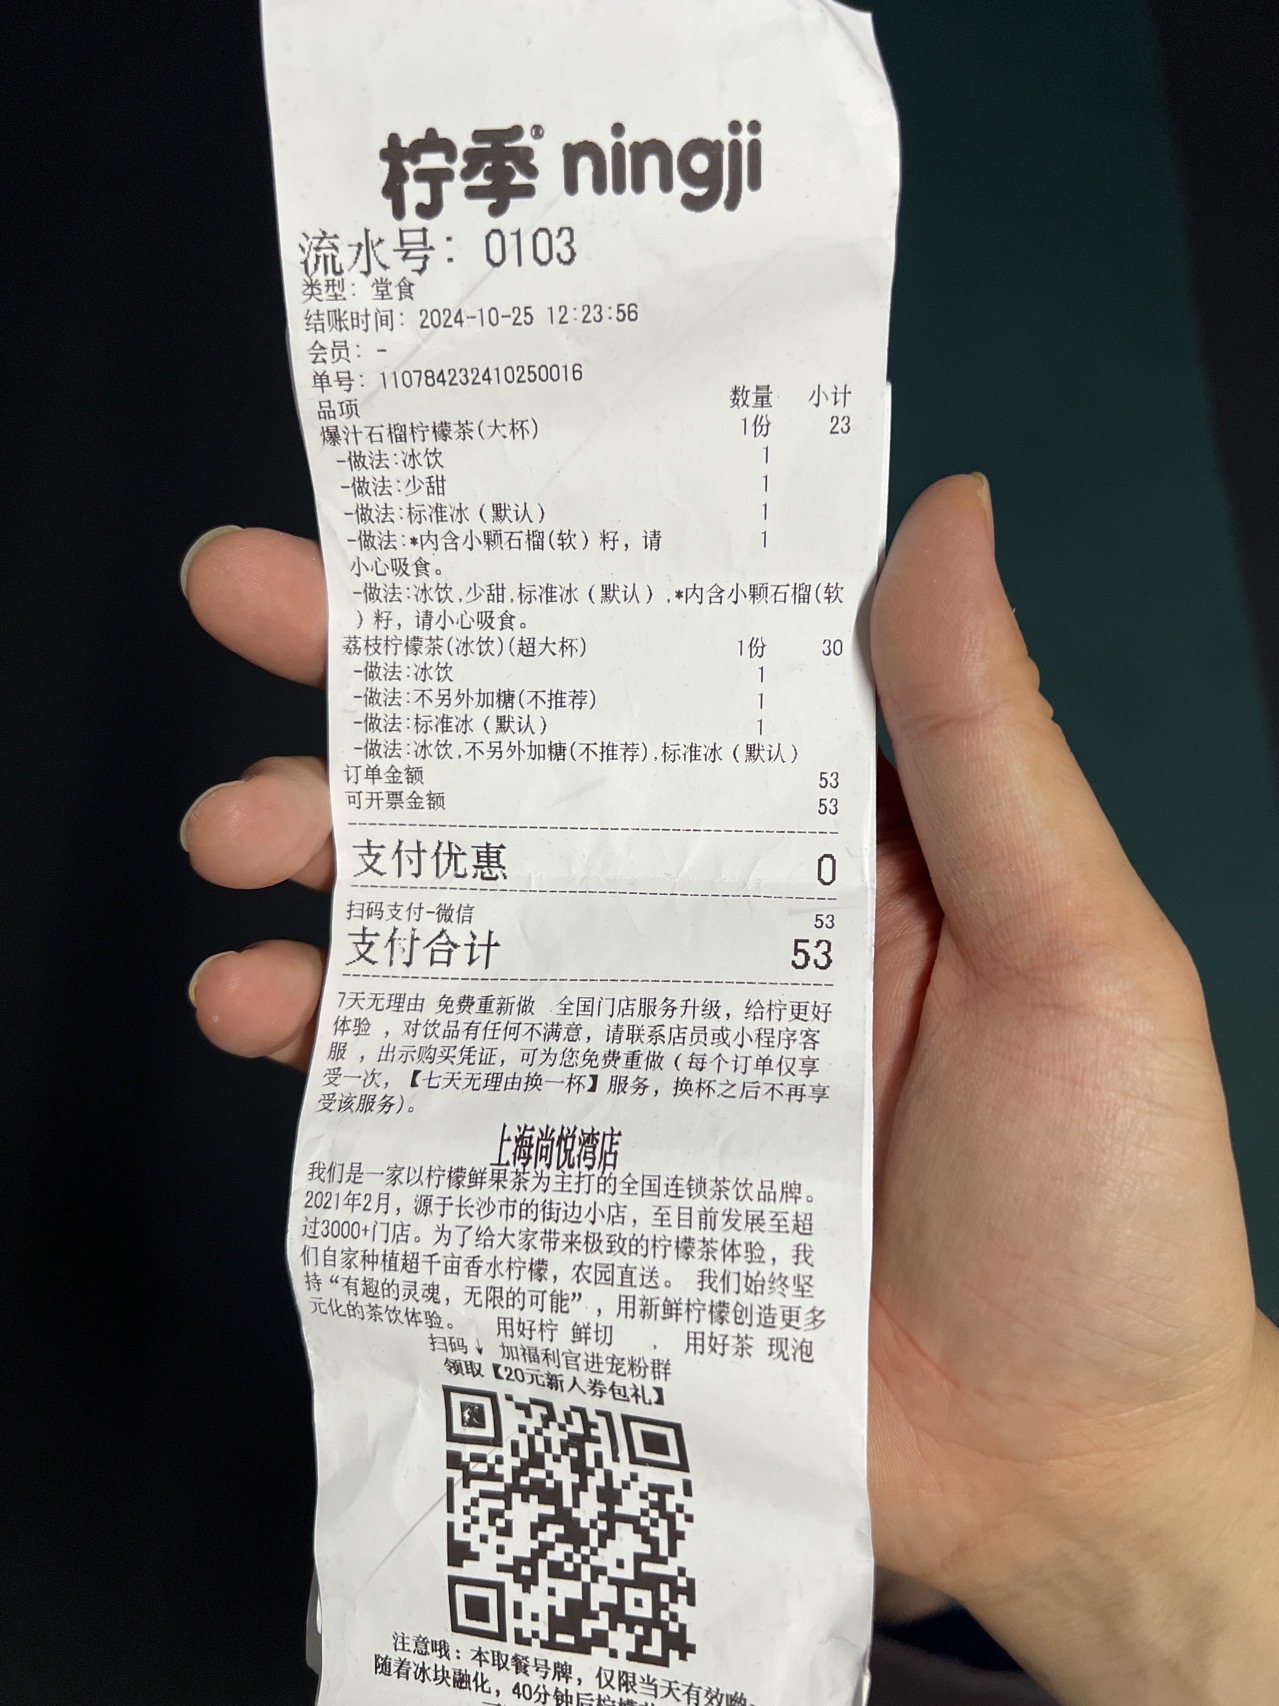 柠季® ningji
流水号: 0103
类型: 堂食
结账时间: 2024-10-25 12:23:56
会员: -
单号: 110784232410250016
品项 数量 小计
爆汁石榴柠檬茶(大杯) 1份 23
-做法:冰饮 1
-做法:少甜 1
-做法:标准冰（默认） 1
-做法:*内含小颗石榴(软）籽，请 1
小心吸食。
-做法:冰饮,少甜,标准冰（默认）,*内含小颗石榴(软
）籽，请小心吸食。
荔枝柠檬茶(冰饮)(超大杯) 1份 30
-做法:冰饮 1
-做法:不另外加糖(不推荐) 1
-做法:标准冰（默认） 1
-做法:冰饮,不另外加糖(不推荐),标准冰（默认）
订单金额 53
可开票金额 53
支付优惠 0
扫码支付-微信 53
支付合计 53
7天无理由 免费重新做 全国门店服务升级，给柠更好
体验 ，对饮品有任何不满意，请联系店员或小程序客
服 ，出示购买凭证，可为您免费重做（每个订单仅享
受一次，【七天无理由换一杯】服务，换杯之后不再享
受该服务）。
上海尚悦湾店
我们是一家以柠檬鲜果茶为主打的全国连锁茶饮品牌。
2021年2月，源于长沙市的街边小店，至目前发展至超
过3000+门店。为了给大家带来极致的柠檬茶体验，我
们自家种植超千亩香水柠檬，农园直送。 我们始终坚
持“有趣的灵魂，无限的可能”，用新鲜柠檬创造更多
元化的茶饮体验。 用好柠 鲜切 ． 用好茶 现泡
扫码↓ 加福利官进宠粉群
领取【20元新人券包礼】
注意哦：本取餐号牌，仅限当天有效哟。
随着冰块融化，40分钟后柠檬